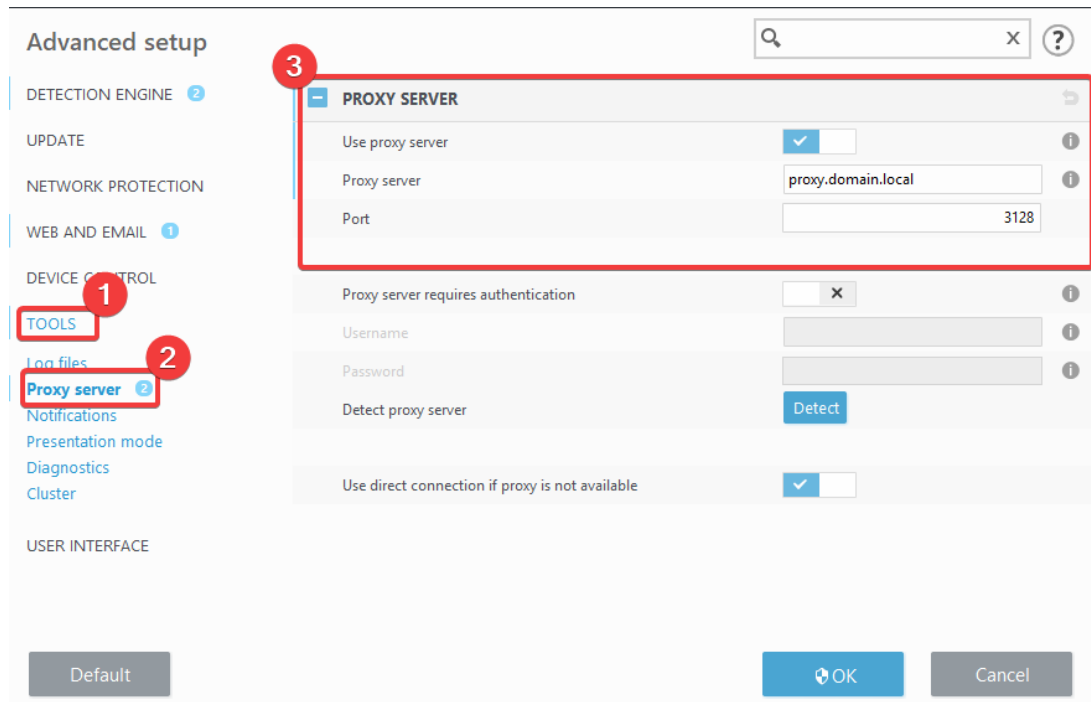 Advanced setup
X
?
3
DETECTION ENGINE 2
PROXY SERVER
UPDATE
Use proxy server
NETWORK PROTECTION
Proxy server
proxy.domain.local
Port
3128
WEB AND EMAIL 1
DEVICE CONTROL
1
Proxy server requires authentication
TOOLS
Username
Log files
2
Password
Proxy server 2
Detect proxy server
Detect
Notifications
Presentation mode
Diagnostics
Use direct connection if proxy is not available
Cluster
USER INTERFACE
Default
OK
Cancel